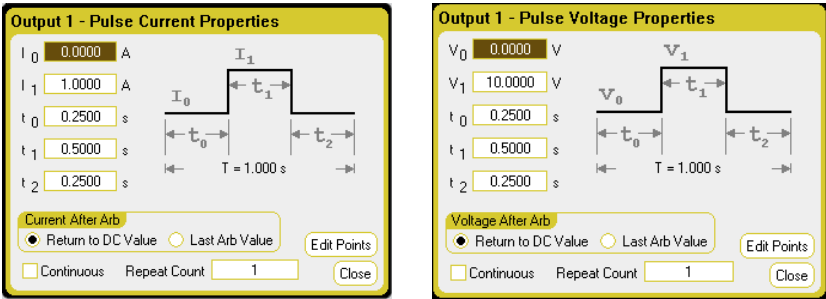 Output 1 - Pulse Current Properties
I 0 0.0000 A
I 1 1.0000 A
t 0 0.2500 s
t 1 0.5000 s
t 2 0.2500 s
I1
I0
t1
t0
t2
T = 1.000 s
Current After Arb
Return to DC Value Last Arb Value
Edit Points
Continuous Repeat Count 1
Close
Output 1 - Pulse Voltage Properties
V0 0.0000 V
V1 10.0000 V
t 0 0.2500 s
t 1 0.5000 s
t 2 0.2500 s
V1
V0
t1
t0
t2
T = 1.000 s
Voltage After Arb
Return to DC Value Last Arb Value
Edit Points
Continuous Repeat Count 1
Close